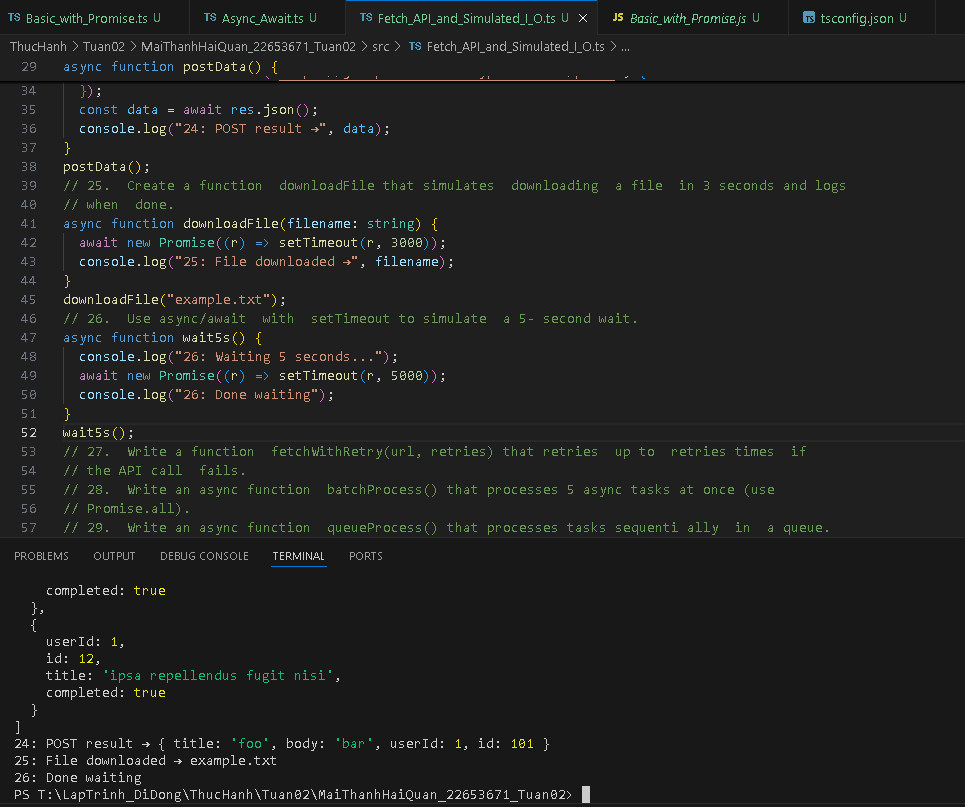 TS Basic_with_Promise.ts U TS Async_Await.ts U TS Fetch_API_and_Simulated_I_O.ts U JS Basic_with_Promise.js U TS tsconfig.json U
ThucHanh > Tuan02 > MaiThanhHaiQuan_22653671_Tuan02 > src > TS Fetch_API_and_Simulated_I_O.ts > ...
29 async function postData() {
34 });
35 const data = await res.json();
36 console.log("24: POST result ➜", data);
37 }
38 postData();
39 // 25.  Create a function  downloadFile that simulates  downloading  a file  in 3 seconds and logs
40 // when  done.
41 async function downloadFile(filename: string) {
42 await new Promise((r) => setTimeout(r, 3000));
43 console.log("25: File downloaded ➜", filename);
44 }
45 downloadFile("example.txt");
46 // 26.  Use async/await  with  setTimeout to simulate  a 5- second wait.
47 async function wait5s() {
48 console.log("26: Waiting 5 seconds...");
49 await new Promise((r) => setTimeout(r, 5000));
50 console.log("26: Done waiting");
51 }
52 wait5s();
53 // 27.  Write a function  fetchWithRetry(url, retries) that retries  up to  retries times  if
54 // the API call  fails.
55 // 28.  Write an async function  batchProcess() that processes 5 async tasks at once (use
56 // Promise.all).
57 // 29.  Write an async function  queueProcess() that processes tasks sequenti ally  in  a queue.
PROBLEMS OUTPUT DEBUG CONSOLE TERMINAL PORTS
completed: true
},
{
userId: 1,
id: 12,
title: 'ipsa repellendus fugit nisi',
completed: true
}
]
24: POST result ➜ { title: 'foo', body: 'bar', userId: 1, id: 101 }
25: File downloaded ➜ example.txt
26: Done waiting
PS T:\LapTrinh_DiDong\ThucHanh\Tuan02\MaiThanhHaiQuan_22653671_Tuan02>